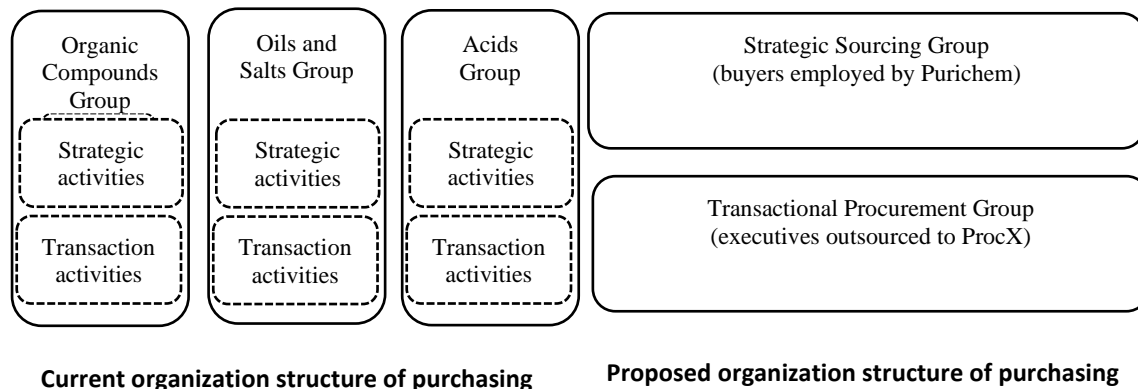 Organic
Compounds
Group
Strategic
activities
Transaction
activities
Oils and
Salts Group
Strategic
activities
Transaction
activities
Acids
Group
Strategic
activities
Transaction
activities
Strategic Sourcing Group
(buyers employed by Purichem)
Transactional Procurement Group
(executives outsourced to ProcX)
Current organization structure of purchasing
Proposed organization structure of purchasing